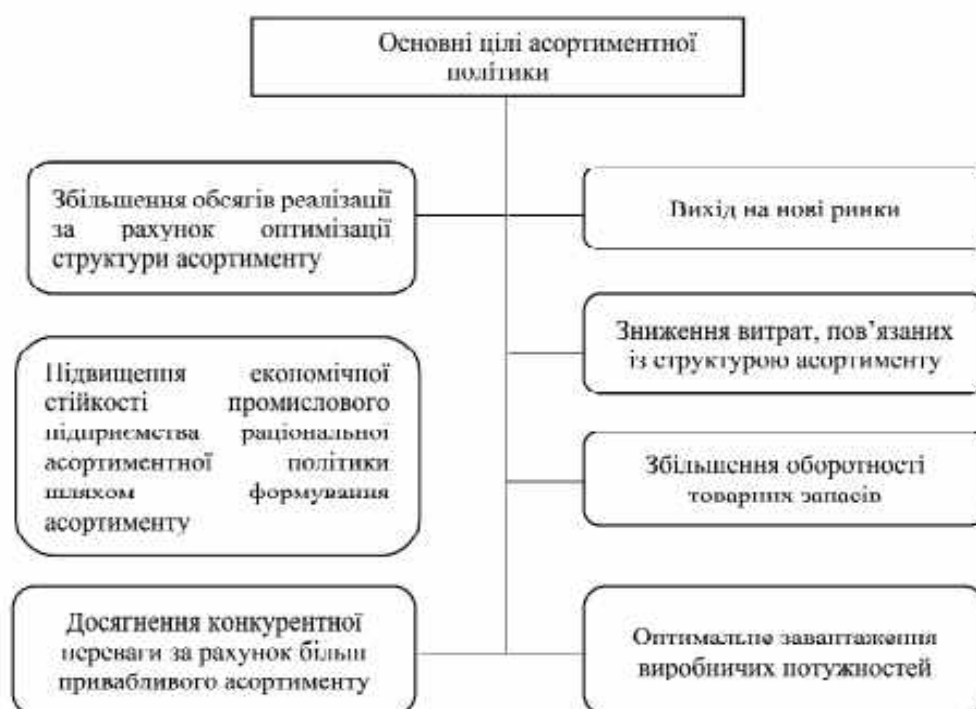 Основні цілі асортиментної
політики
Збільшення обсягів реалізації
за рахунок оптимізації
структури асортименту
Вихід на нові ринки
Зниження витрат, пов’язаних
із структурою асортименту
Підвищення економічної
стійкості промислового
підприємства раціональної
асортиментної політики
шляхом формування
асортименту
Збільшення оборотності
товарних запасів
Досягнення конкурентної
переваги за рахунок більш
привабливого асортименту
Оптимальне завантаження
виробничих потужностей